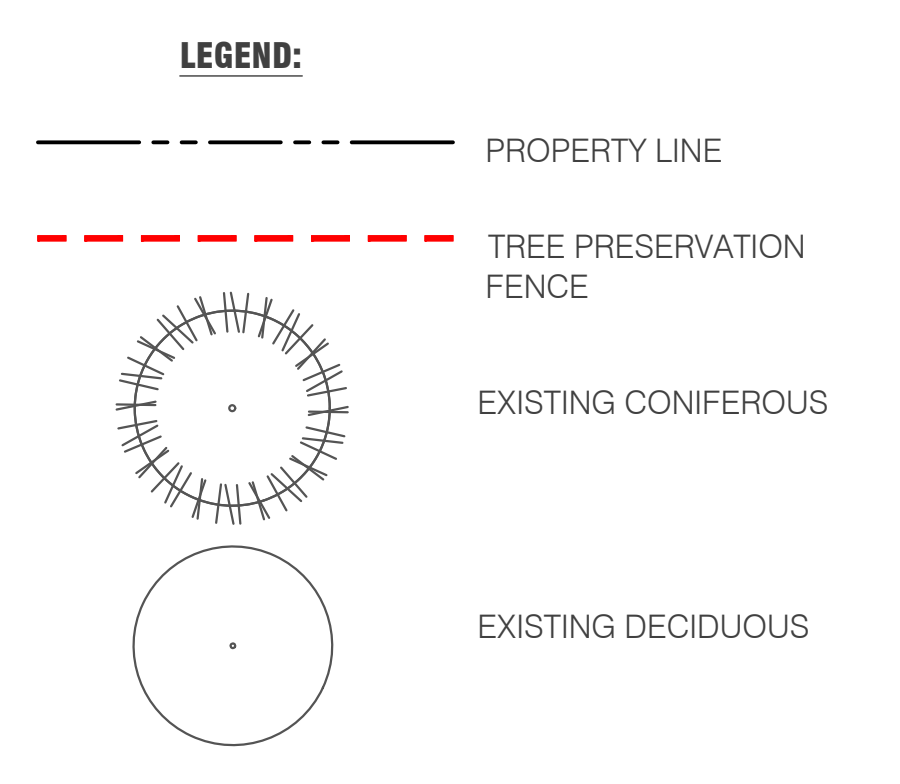 LEGEND:
PROPERTY LINE
TREE PRESERVATION
FENCE
EXISTING CONIFEROUS
EXISTING DECIDUOUS